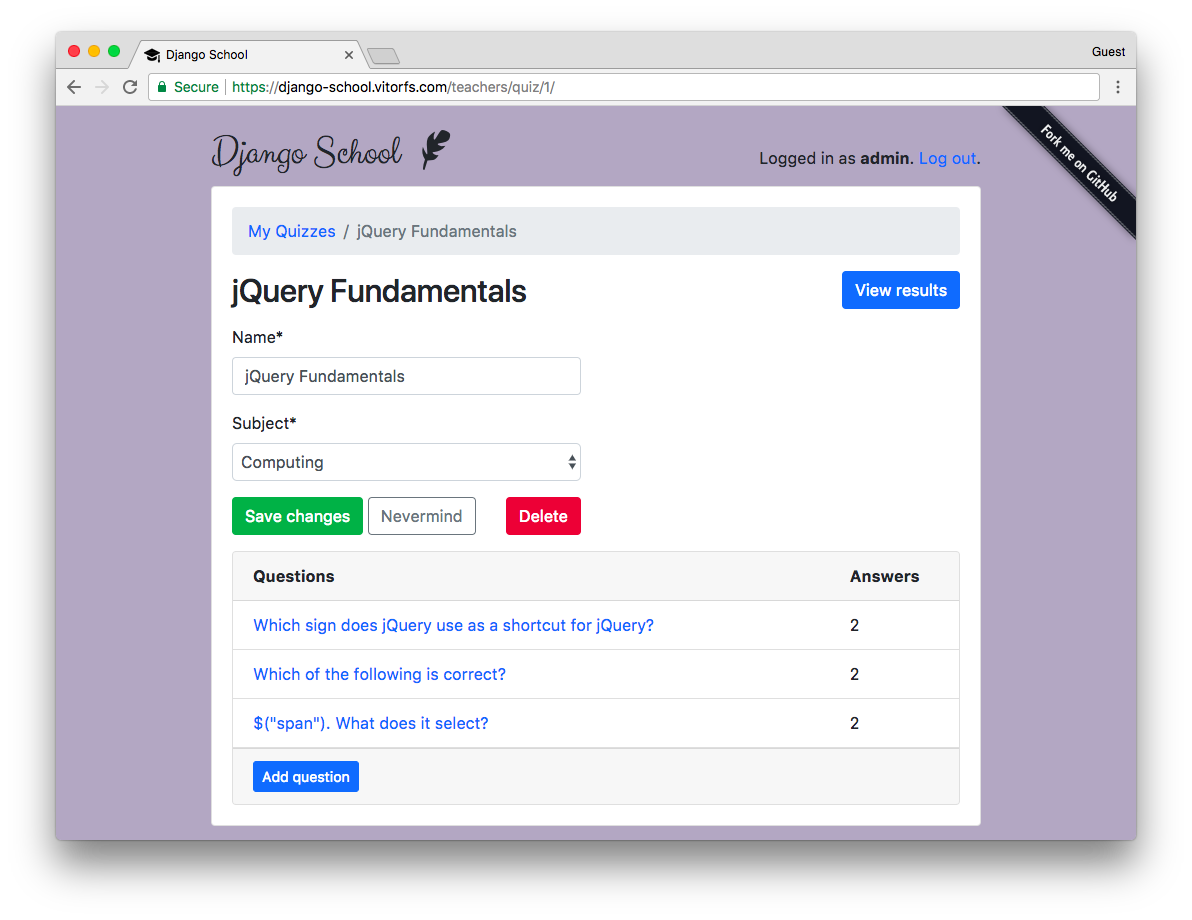 Django School
Guest
Secure https://django-school.vitorfs.com/teachers/quiz/1/
Django School
Logged in as admin. Log out.
Fork me on GitHub
My Quizzes / jQuery Fundamentals
jQuery Fundamentals
View results
Name*
jQuery Fundamentals
Subject*
Computing
Save changes Nevermind Delete
Questions Answers
Which sign does jQuery use as a shortcut for jQuery? 2
Which of the following is correct? 2
$("span"). What does it select? 2
Add question